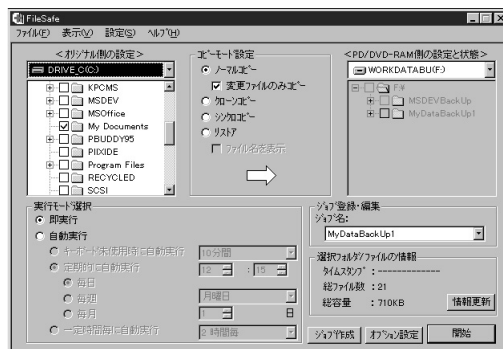 FileSafe
ファイル(F) 表示(V) 設定(S) ヘルプ(H)
<オリジナル側の設定>
DRIVE_C(C:)
KPCMS
MSDEV
MSOffice
My Documents
PBUDDY95
PIIXIDE
Program Files
RECYCLED
SCSI
コピーモード設定
ノーマルコピー
変更ファイルのみコピー
クローンコピー
シンクロコピー
リストア
ファイル名を表示
<PD/DVD-RAM側の設定と状態>
WORKDATABU(F:)
F:¥
MSDEVBackUp
MyDataBackUp1
実行モード選択
即実行
自動実行
キーボード未使用時に自動実行
10分間
定期的に自動実行
12 : 15
毎日
毎週
月曜日
毎月
1 日
一定時間毎に自動実行
2 時間毎
ジョブ登録・編集
ジョブ名:
MyDataBackUp1
選択フォルダ/ファイルの情報
タイムスタンプ : -------------
総ファイル数 : 21
総容量 : 710KB
情報更新
ジョブ作成 オプション設定 開始